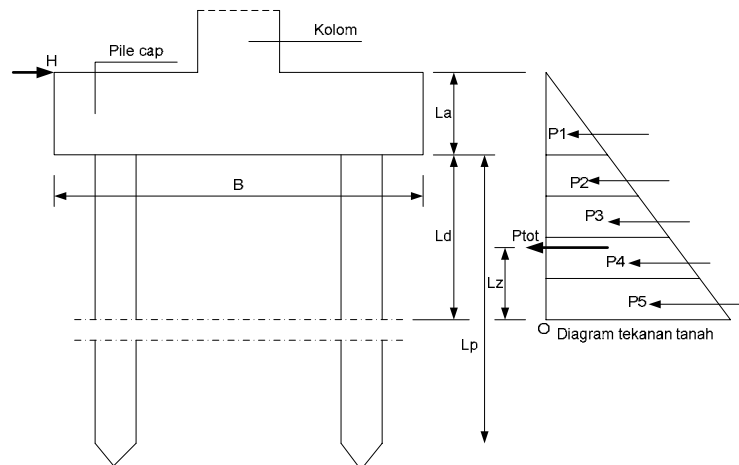 Kolom
Pile cap
H
La
P1
B
P2
Ld
P3
Ptot
P4
Lz
P5
O
Diagram tekanan tanah
Lp